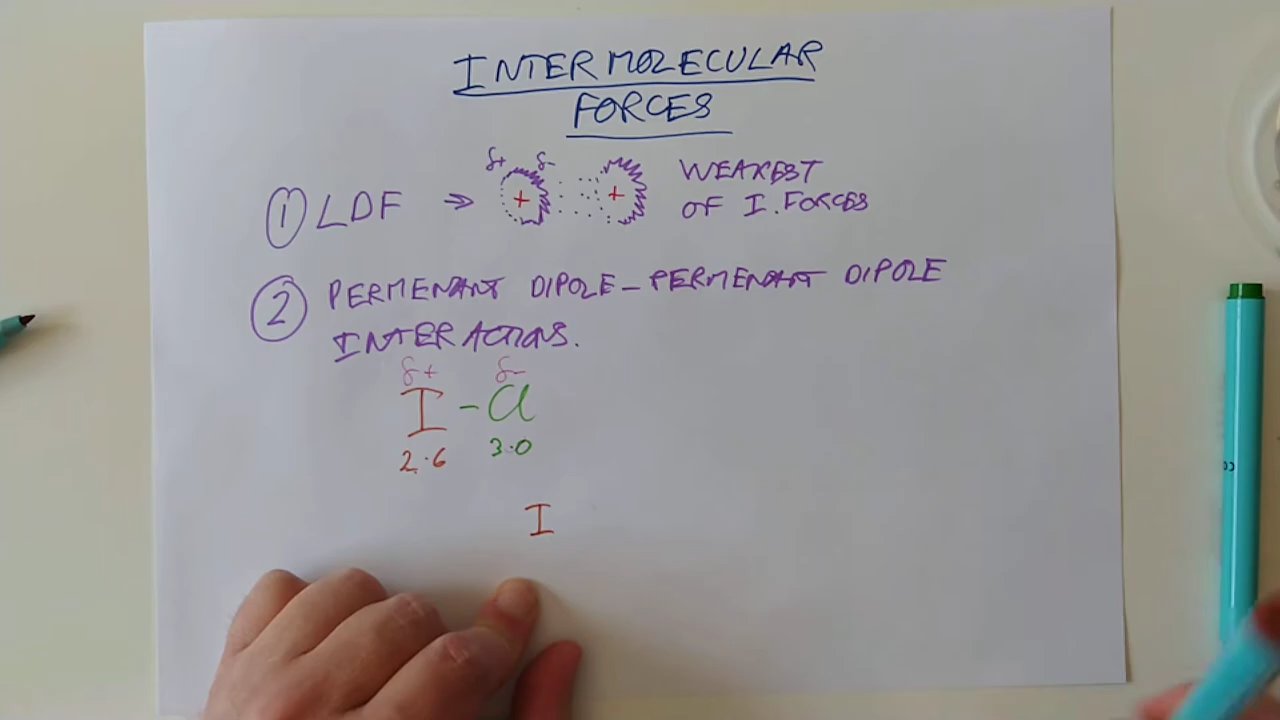 INTERMOLECULAR
FORCES
δ+ δ-
① LDF ⇒ + + WEAKEST
OF I.FORCES
② PERMENANT DIPOLE-PERMENANT DIPOLE
INTERACTIONS.
δ+ δ-
I-Cl
2.6 3.0
I